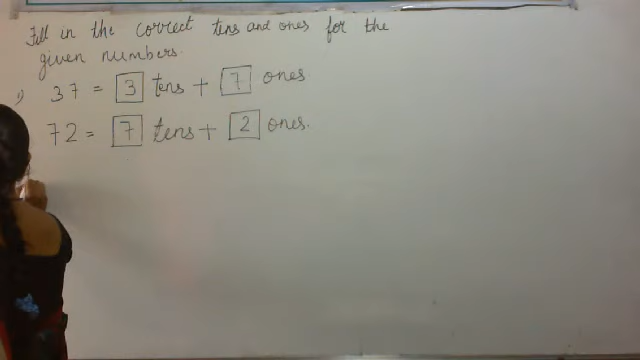 Fill in the correct tens and ones for the
given numbers.
1) 37 = 3 tens + 7 ones
72 = 7 tens + 2 ones.